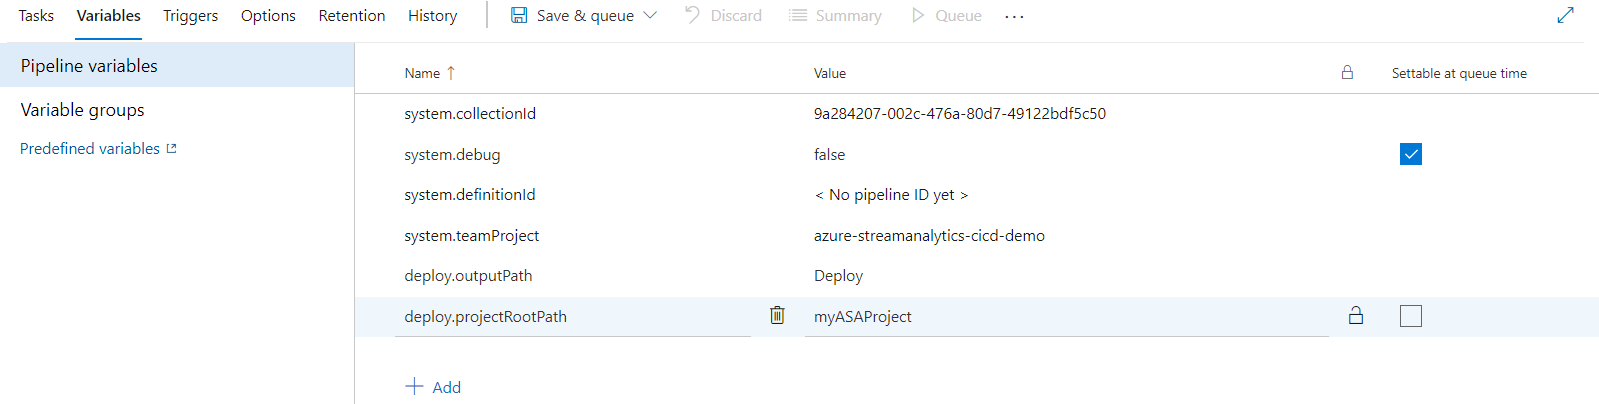 Tasks Variables Triggers Options Retention History Save & queue Discard Summary Queue ...
Pipeline variables
Variable groups
Predefined variables
Name ↑ Value Settable at queue time
system.collectionId 9a284207-002c-476a-80d7-49122bdf5c50
system.debug false
system.definitionId < No pipeline ID yet >
system.teamProject azure-streamanalytics-cicd-demo
deploy.outputPath Deploy
deploy.projectRootPath myASAProject
+ Add